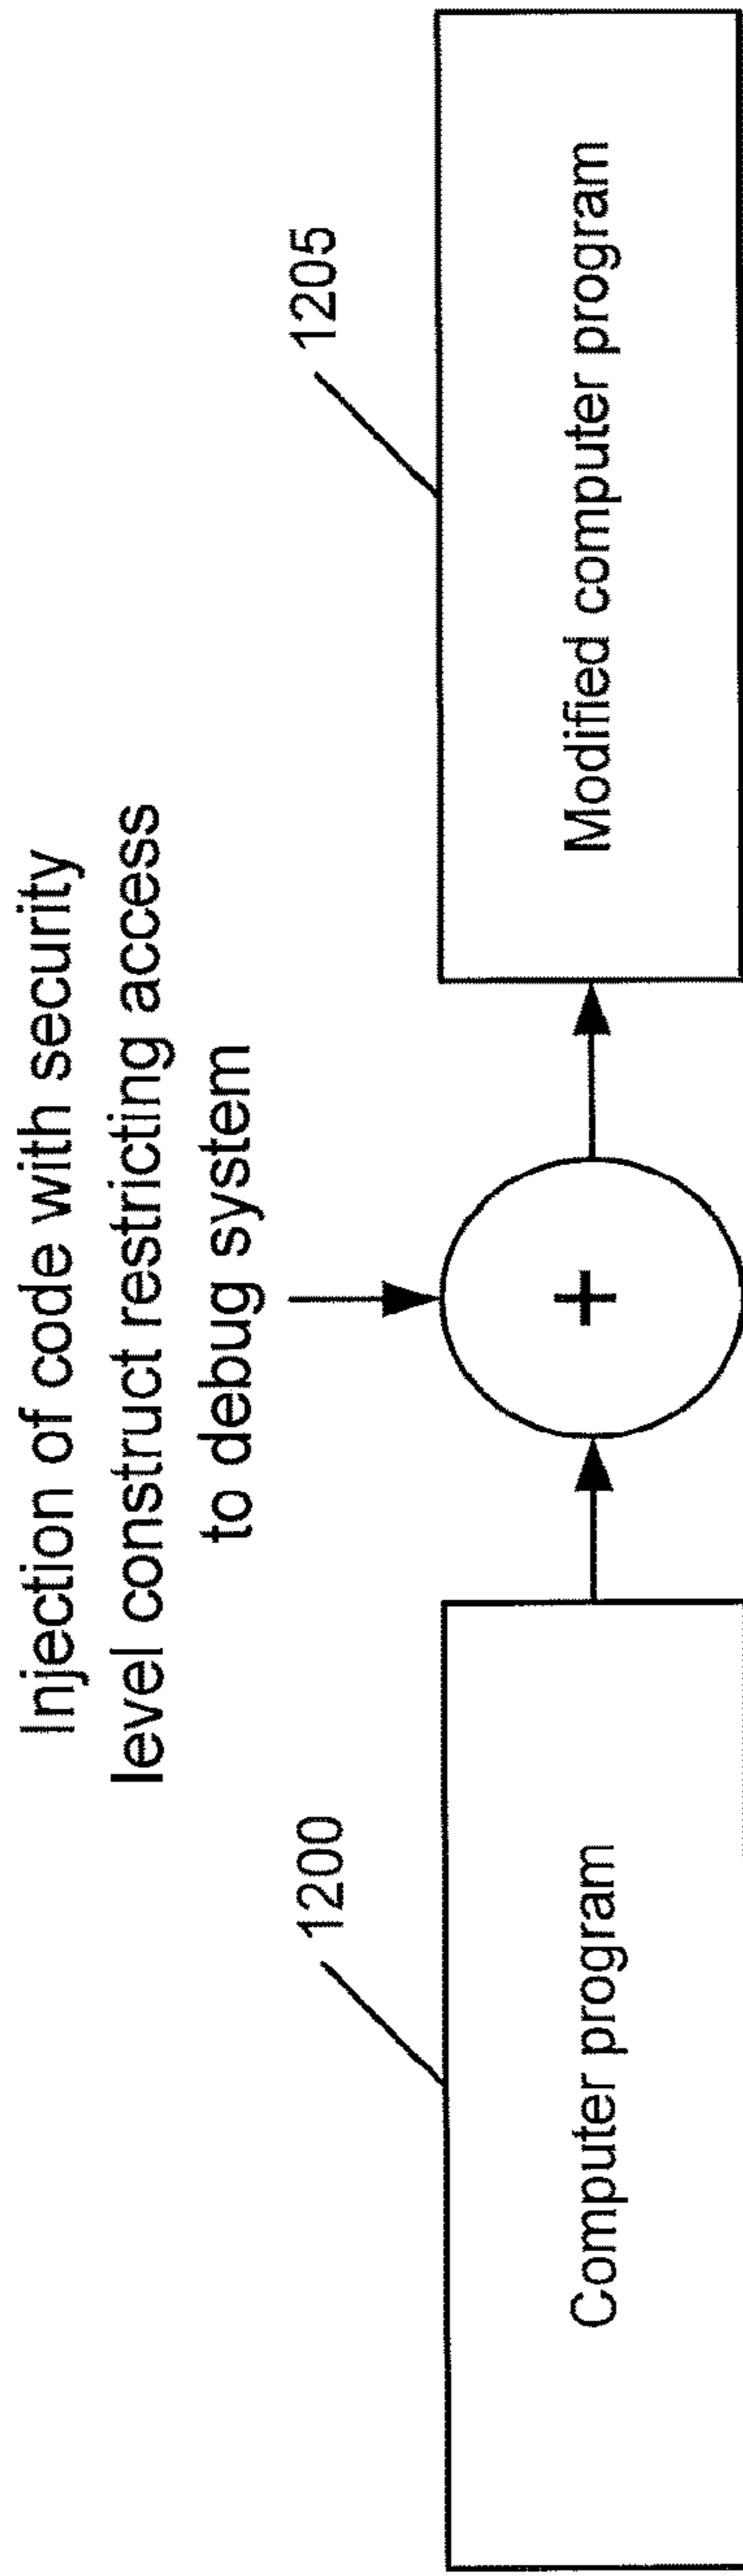 Injection of code with security
level construct restricting access
to debug system
1200
1205
Computer program
+
Modified computer program